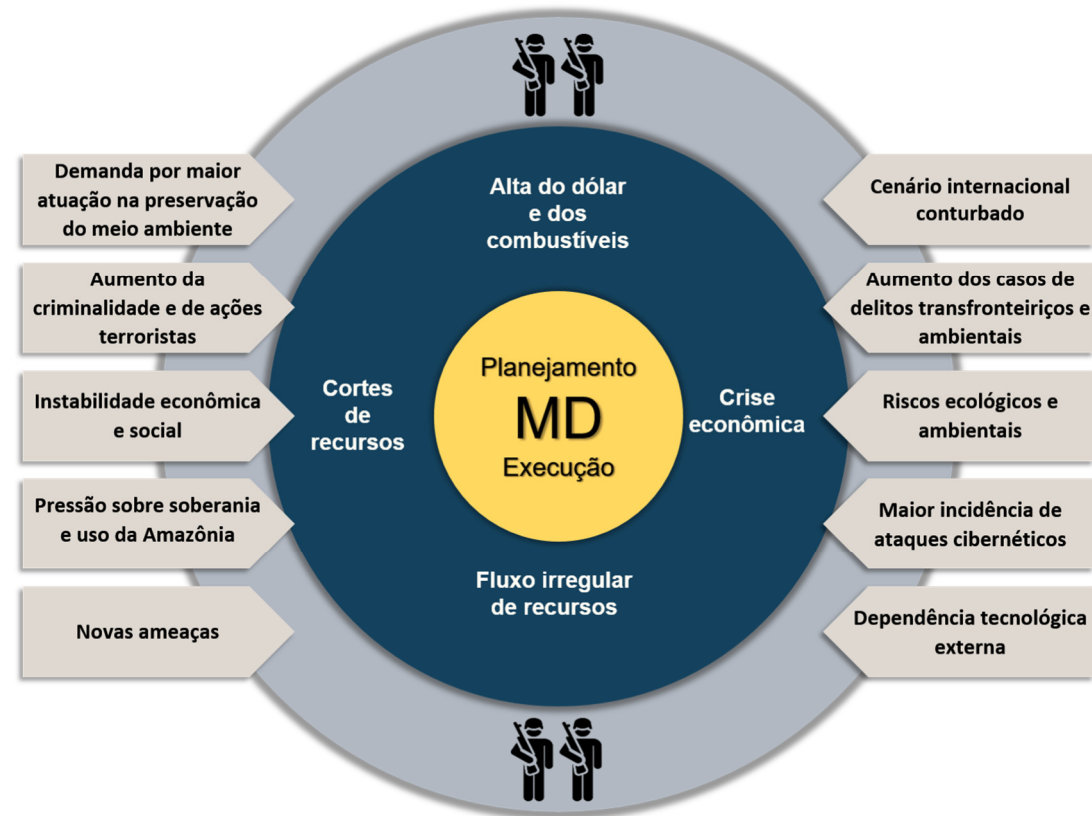 Demanda por maior
atuação na preservação
do meio ambiente
Aumento da
criminalidade e de ações
terroristas
Instabilidade econômica
e social
Pressão sobre soberania
e uso da Amazônia
Novas ameaças
Alta do dólar
e dos
combustíveis
Cortes
de
recursos
Planejamento
MD
Execução
Crise
econômica
Fluxo irregular
de recursos
Cenário internacional
conturbado
Aumento dos casos de
delitos transfronteiriços e
ambientais
Riscos ecológicos e
ambientais
Maior incidência de
ataques cibernéticos
Dependência tecnológica
externa